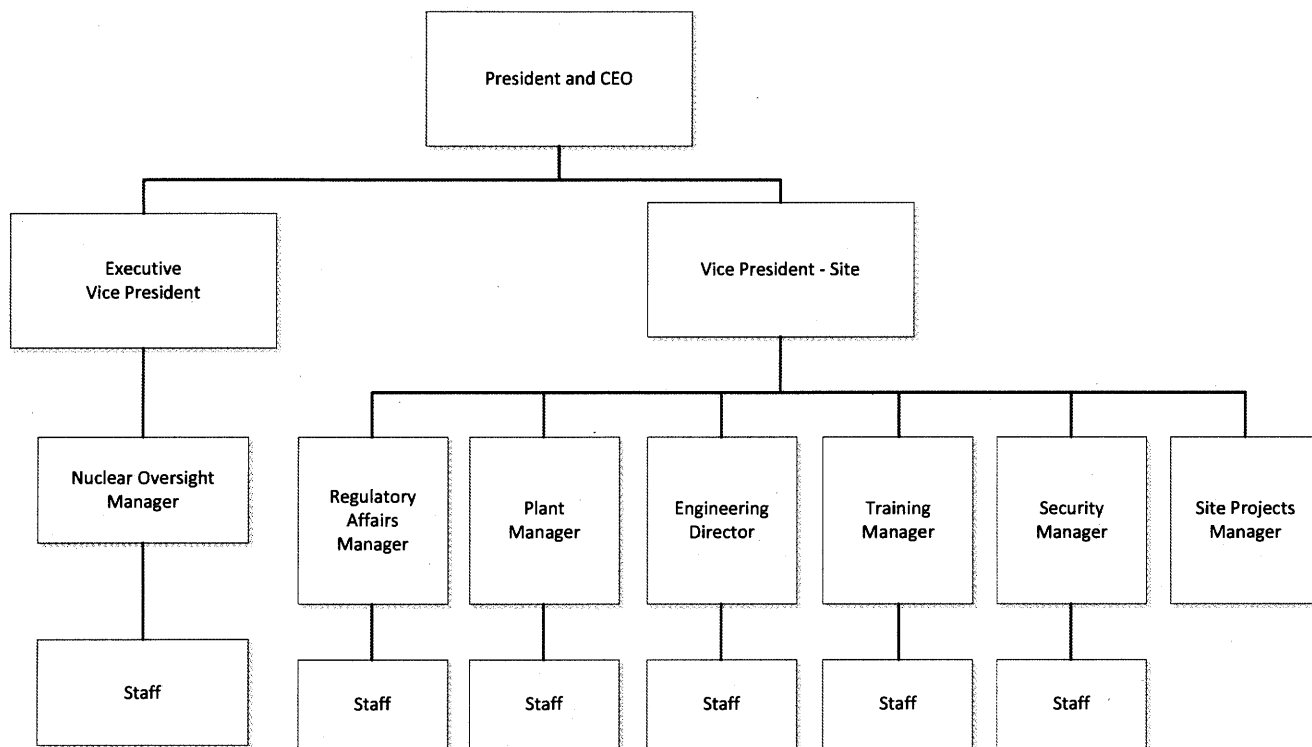 President and CEO
Executive
Vice President
Vice President - Site
Nuclear Oversight
Manager
Regulatory
Affairs
Manager
Plant
Manager
Engineering
Director
Training
Manager
Security
Manager
Site Projects
Manager
Staff
Staff
Staff
Staff
Staff
Staff